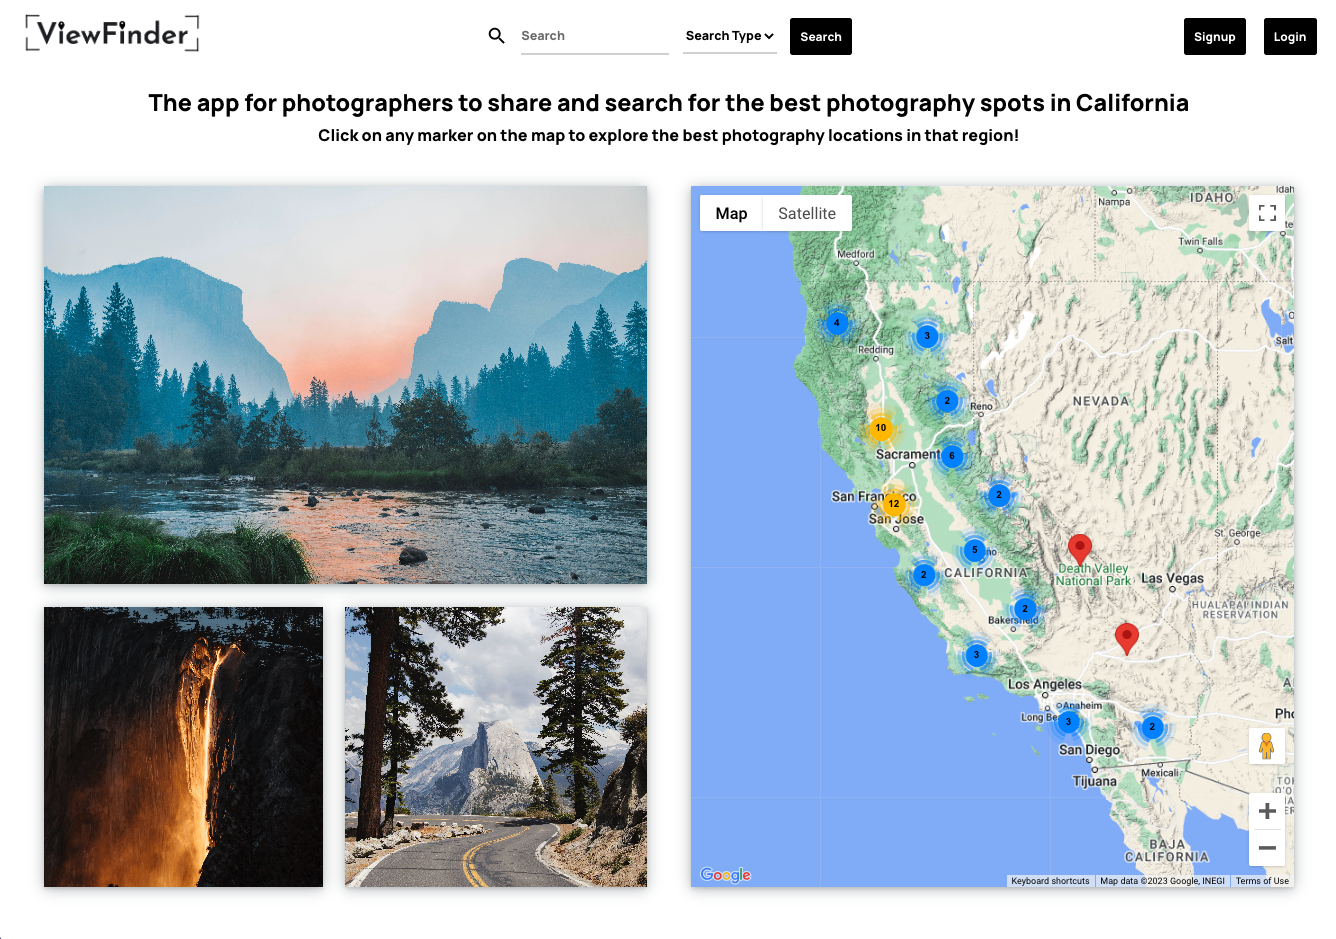 ViewFinder
Search
Search Type
Search
Signup
Login
The app for photographers to share and search for the best photography spots in California
Click on any marker on the map to explore the best photography locations in that region!
Map
Satellite
Nampa
IDAHO
Idah
Twin Falls
Medford
4
3
Redding
Salt
2
Reno
NEVADA
10
Sacrament
6
San Francisco
12
2
San Jose
St. George
5
no
2
CALIFORNIA
Death Valley
National Park
Las Vegas
2
HUALAPAI INDIAN
RESERVATION
Bakersfield
3
Los Angeles
Anaheim
Long Be
3
2
Pho
San Diego
Tijuana
Mexicali
BAJA
CALIFORNIA
Google
Keyboard shortcuts
Map data ©2023 Google, INEGI
Terms of Use